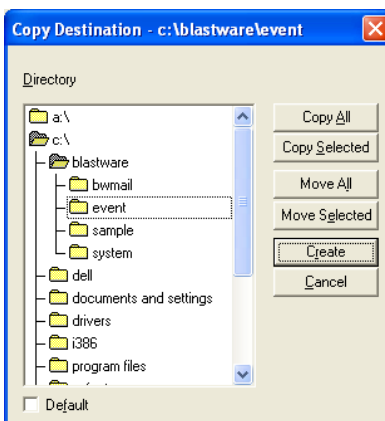 Copy Destination - c:\blastware\event
Directory
a:\
c:\
blastware
bwmail
event
sample
system
dell
documents and settings
drivers
i386
program files
Copy All
Copy Selected
Move All
Move Selected
Create
Cancel
Default